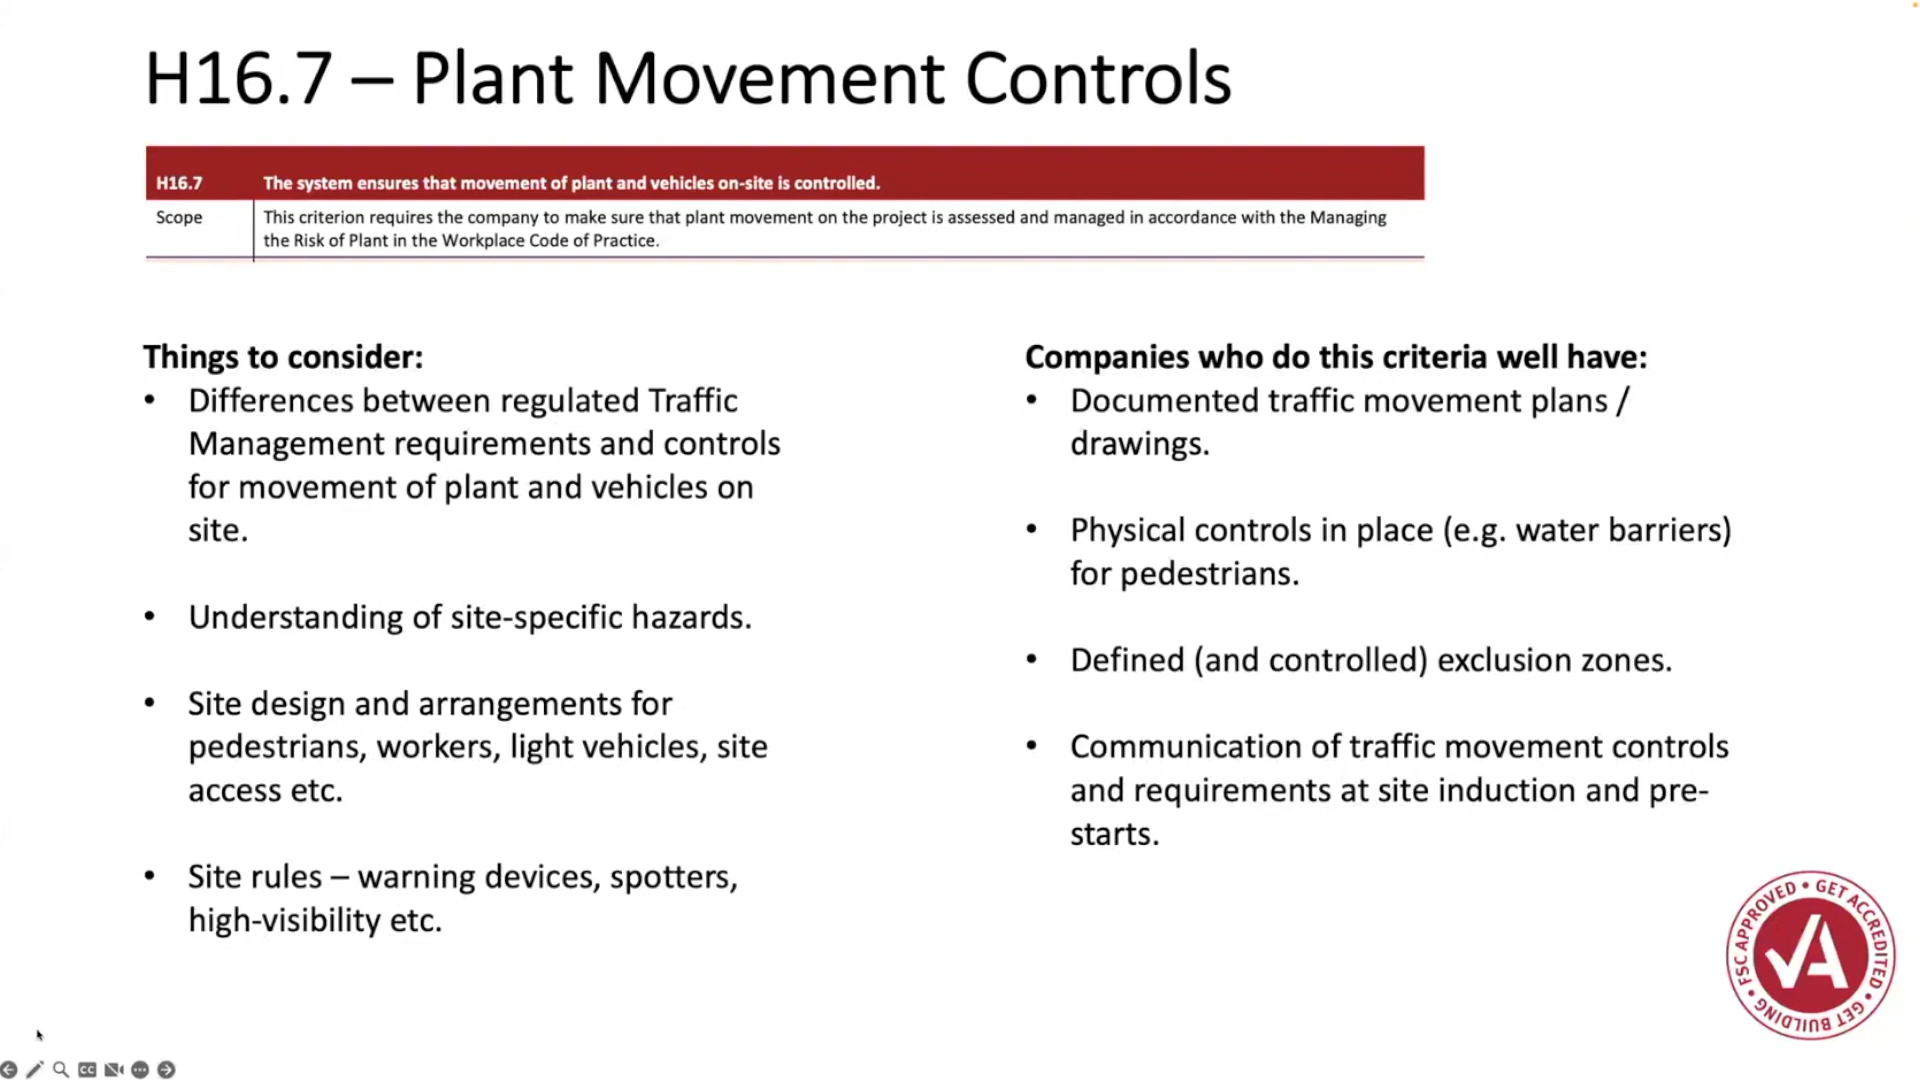 H16.7 – Plant Movement Controls
H16.7 The system ensures that movement of plant and vehicles on-site is controlled.
Scope This criterion requires the company to make sure that plant movement on the project is assessed and managed in accordance with the Managing
the Risk of Plant in the Workplace Code of Practice.
Things to consider:
• Differences between regulated Traffic
Management requirements and controls
for movement of plant and vehicles on
site.
• Understanding of site-specific hazards.
• Site design and arrangements for
pedestrians, workers, light vehicles, site
access etc.
• Site rules – warning devices, spotters,
high-visibility etc.
Companies who do this criteria well have:
• Documented traffic movement plans /
drawings.
• Physical controls in place (e.g. water barriers)
for pedestrians.
• Defined (and controlled) exclusion zones.
• Communication of traffic movement controls
and requirements at site induction and pre-
starts.
FSC APPROVED • GET ACCREDITED • GET BUILDING •
A
CC